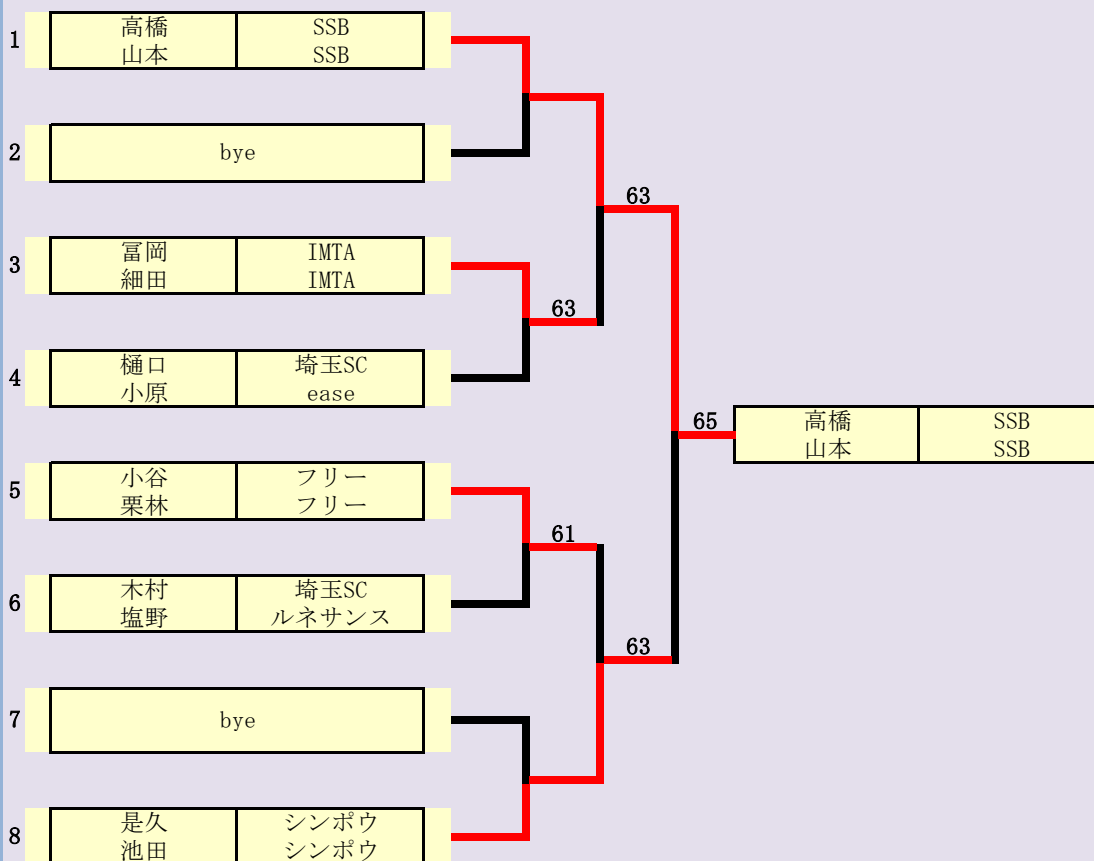 1
高橋 SSB
山本 SSB
2
bye
63
3
冨岡 IMTA
細田 IMTA
63
4
樋口 埼玉SC
小原 ease
65
高橋 SSB
山本 SSB
5
小谷 フリー
栗林 フリー
61
6
木村 埼玉SC
塩野 ルネサンス
63
7
bye
8
是久 シンポウ
池田 シンポウ